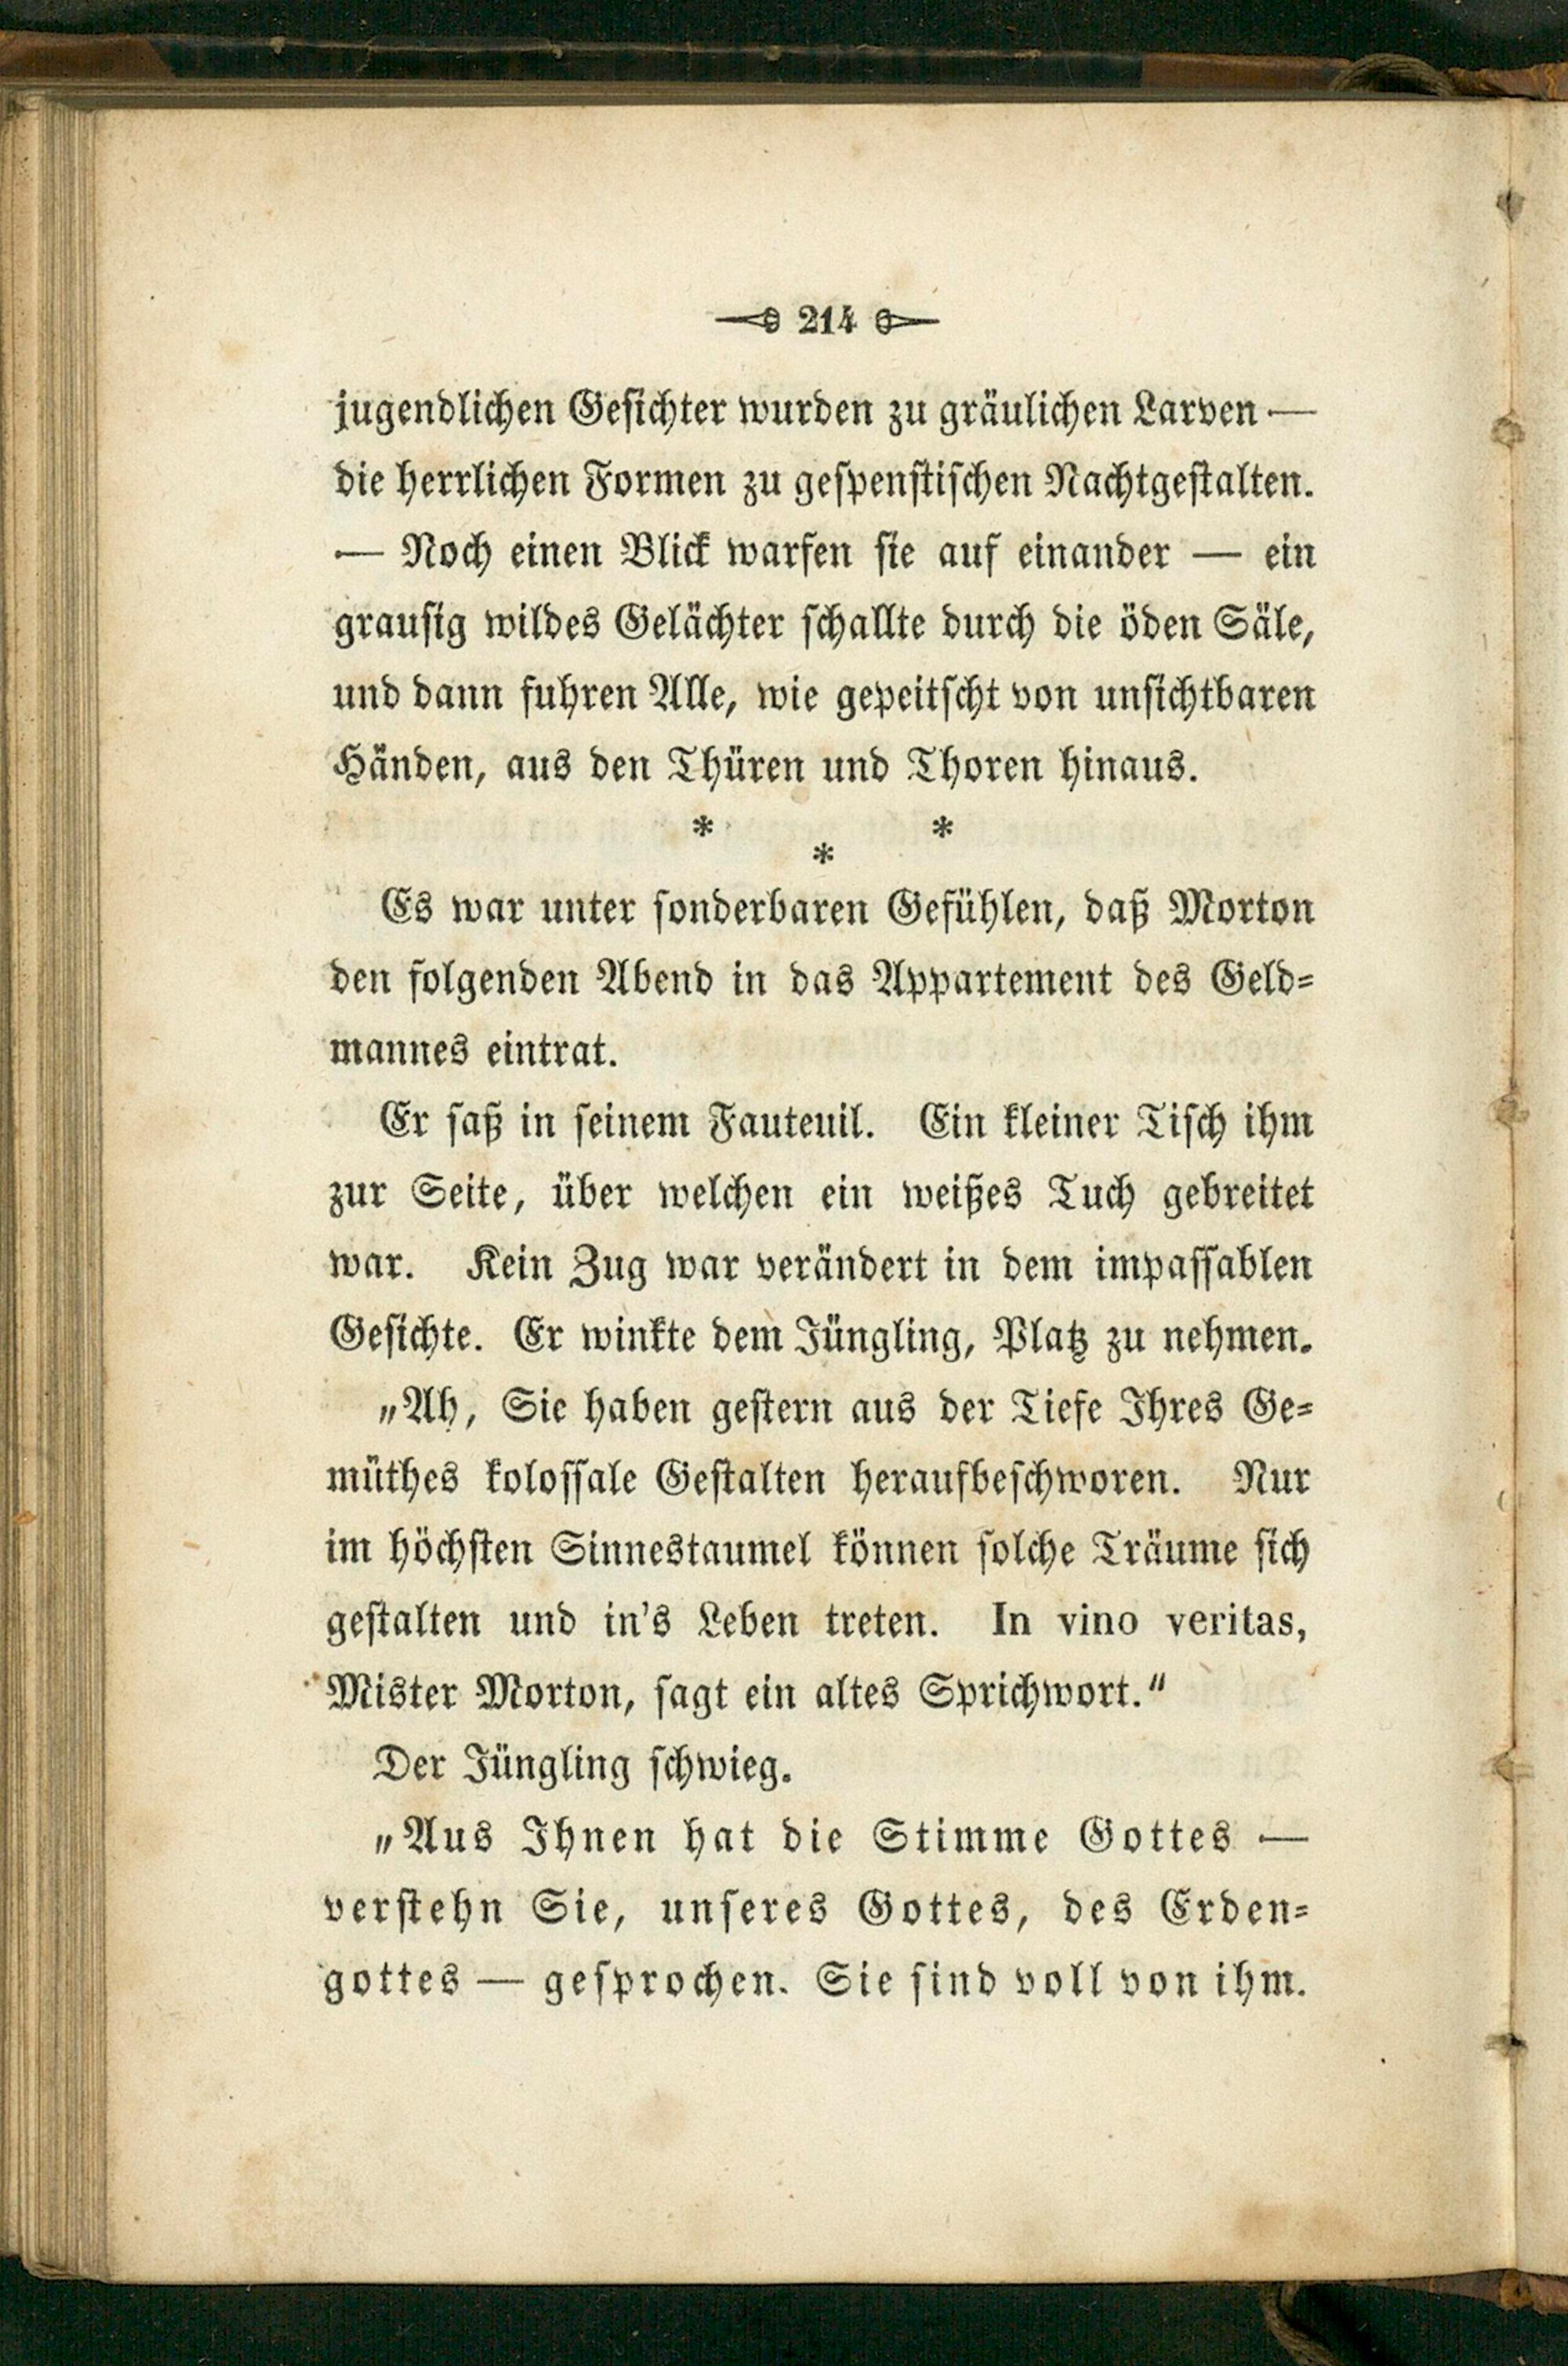 214
jugendlichen Gesichter wurden zu gräulichen Larven —
die herrlichen Formen zu gespenstischen Nachtgestalten.
— Noch einen Blick warfen sie auf einander — ein
grausig wildes Gelächter schallte durch die öden Säle,
und dann fuhren Alle, wie gepeitscht von unsichtbaren
Händen, aus den Thüren und Thoren hinaus.
* * *
Es war unter sonderbaren Gefühlen, daß Morton
den folgenden Abend in das Appartement des Geld=
mannes eintrat.
Er saß in seinem Fauteuil. Ein kleiner Tisch ihm
zur Seite, über welchen ein weißes Tuch gebreitet
war. Kein Zug war verändert in dem impassablen
Gesichte. Er winkte dem Jüngling, Platz zu nehmen.
„Ah, Sie haben gestern aus der Tiefe Ihres Ge=
müthes kolossale Gestalten heraufbeschworen. Nur
im höchsten Sinnestaumel können solche Träume sich
gestalten und in's Leben treten. In vino veritas,
Mister Morton, sagt ein altes Sprichwort."
Der Jüngling schwieg.
„Aus Ihnen hat die Stimme Gottes —
verstehn Sie, unseres Gottes, des Erden=
gottes — gesprochen. Sie sind voll von ihm.